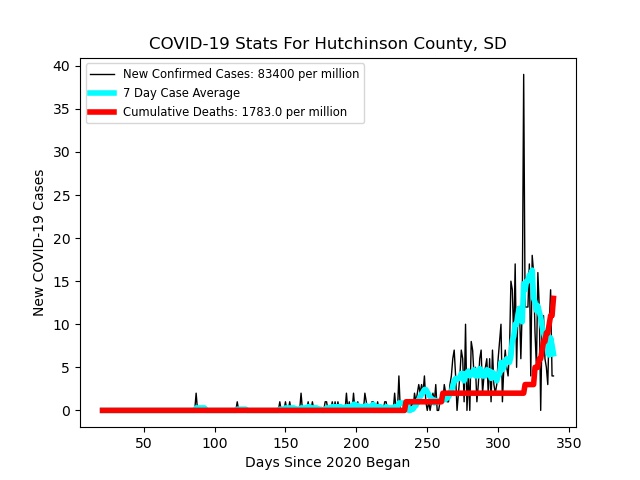 COVID-19 Stats For Hutchinson County, SD
New Confirmed Cases: 83400 per million
7 Day Case Average
Cumulative Deaths: 1783.0 per million
40
35
30
25
20
15
10
5
0
New COVID-19 Cases
50 100 150 200 250 300 350
Days Since 2020 Began